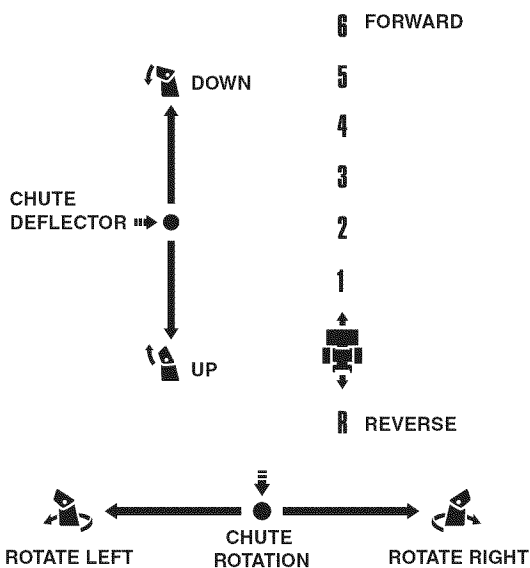 6 FORWARD
5
DOWN
4
3
CHUTE
DEFLECTOR
2
1
UP
R REVERSE
ROTATE LEFT
CHUTE
ROTATION
ROTATE RIGHT